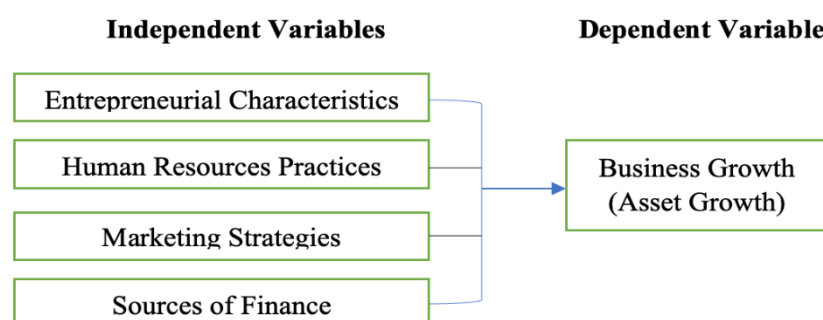 Independent Variables
Dependent Variable
Entrepreneurial Characteristics
Human Resources Practices
Marketing Strategies
Sources of Finance
Business Growth
(Asset Growth)